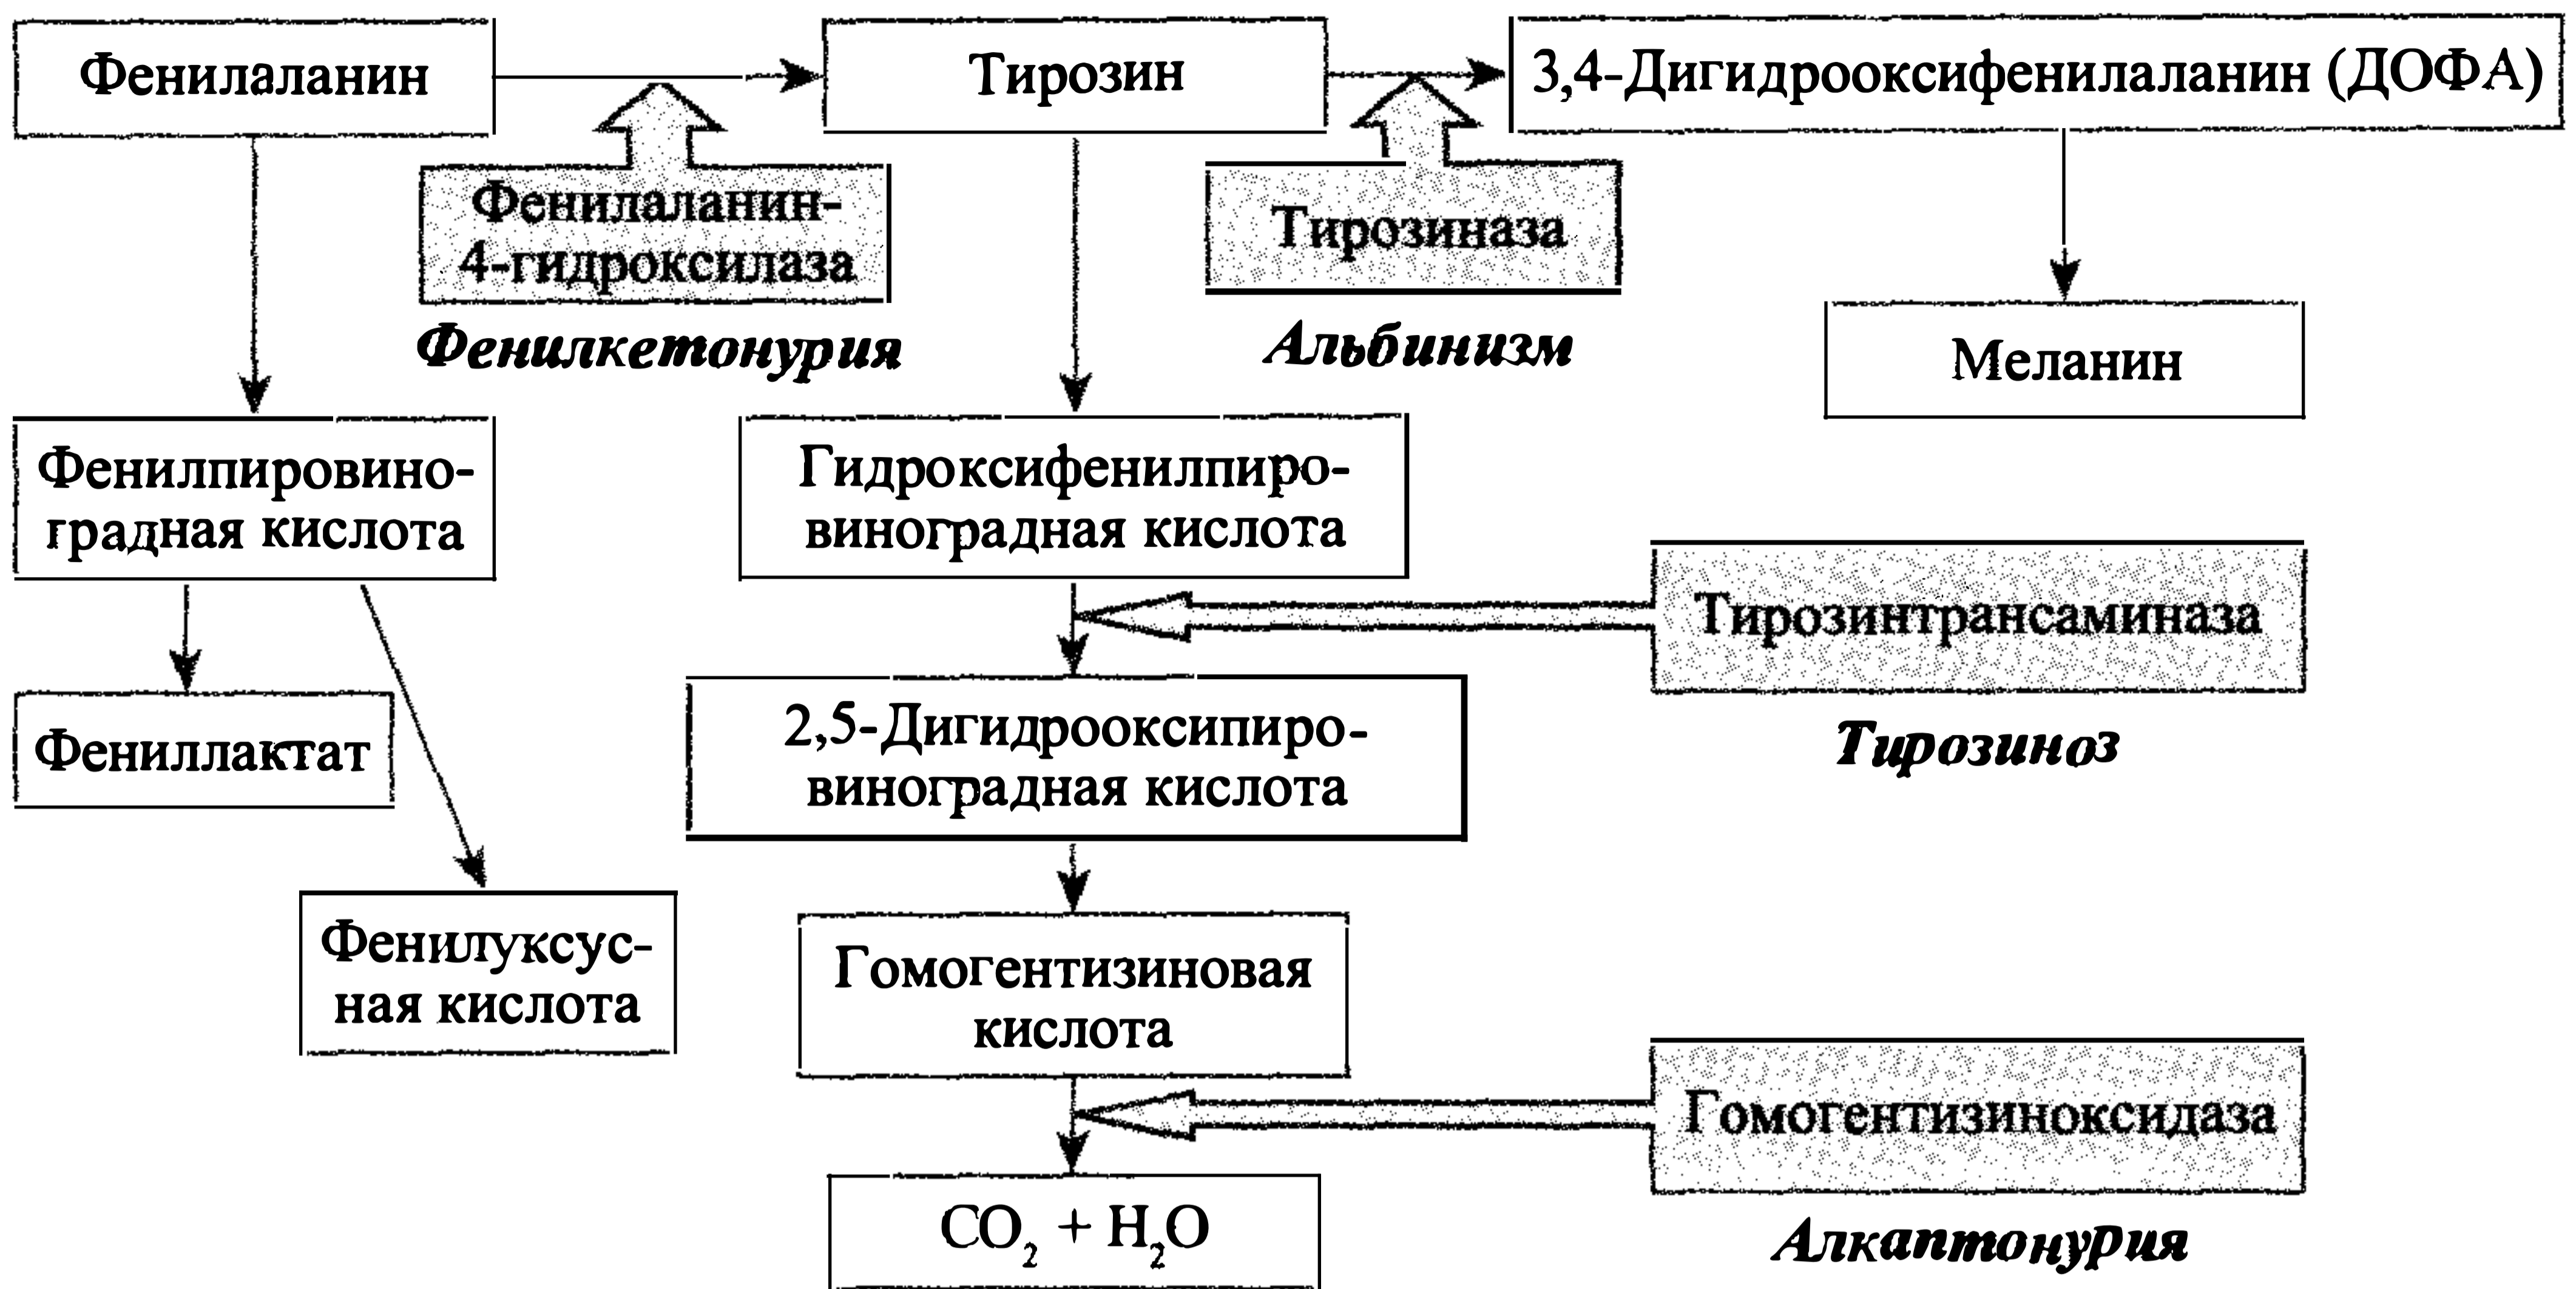 Фенилаланин
Тирозин
3,4-Дигидрооксифенилаланин (ДОФА)
Фенилаланин-
4-гидроксилаза
Тирозиназа
Фенилкетонурия
Альбинизм
Меланин
Фенилпировино-
градная кислота
Гидроксифенилпиро-
виноградная кислота
Тирозинтрансаминаза
Фениллактат
2,5-Дигидрооксипиро-
виноградная кислота
Тирозиноз
Фенилуксус-
ная кислота
Гомогентизиновая
кислота
Гомогентизиноксидаза
CO₂ + H₂O
Алкаптонурия